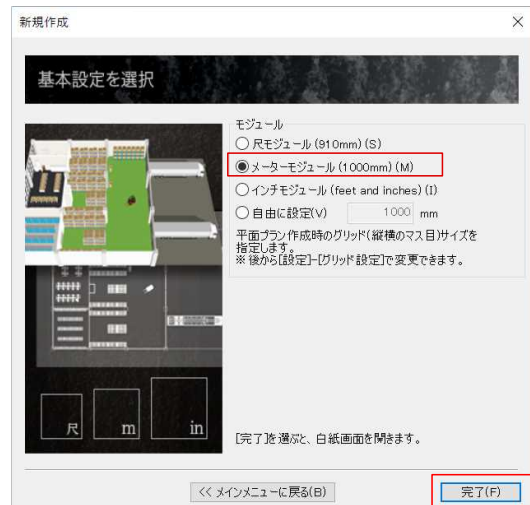 新規作成
基本設定を選択
モジュール
尺モジュール (910mm) (S)
メーターモジュール (1000mm) (M)
インチモジュール (feet and inches) (I)
自由に設定(V) 1000 mm
平面プラン作成時のグリッド(縦横のマス目)サイズを
指定します。
※後から[設定]-[グリッド設定]で変更できます。
尺 m in
[完了]を選ぶと、白紙画面を開きます。
<< メインメニューに戻る(B) 完了(F)